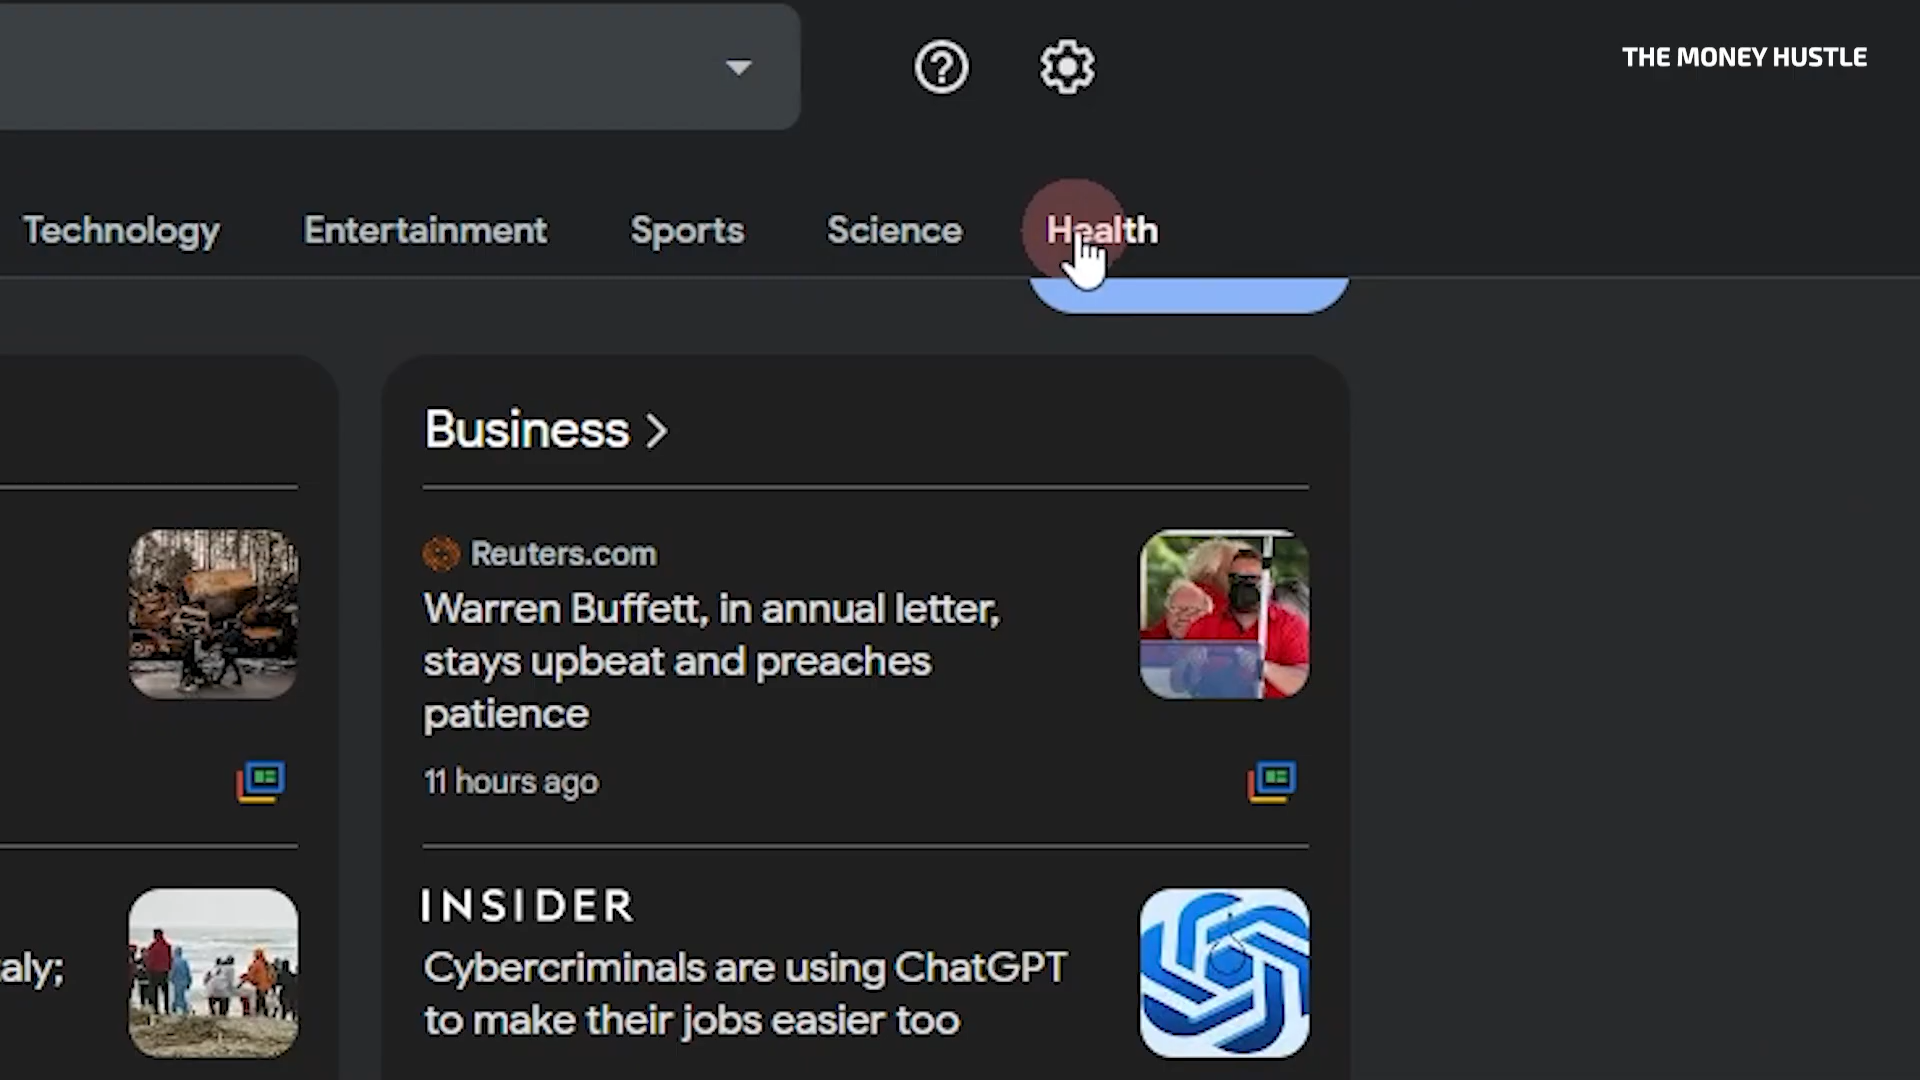 THE MONEY HUSTLE
Technology Entertainment Sports Science Health
Business >
Reuters.com
Warren Buffett, in annual letter,
stays upbeat and preaches
patience
11 hours ago
INSIDER
Cybercriminals are using ChatGPT
to make their jobs easier too
aly;